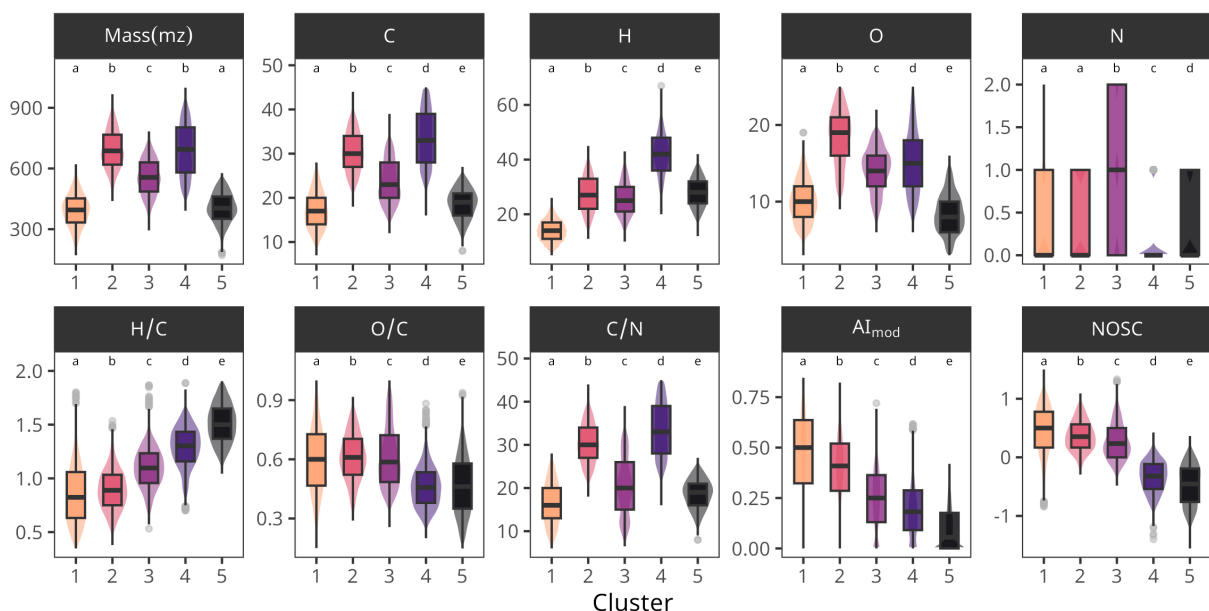 Mass(mz) C H O N
a b c b a a b c d e a b c d e a b c d e a a b c d
900 600 300
50 40 30 20 10
60 40 20
20 10
2.0 1.5 1.0 0.5 0.0
1 2 3 4 5 1 2 3 4 5 1 2 3 4 5 1 2 3 4 5 1 2 3 4 5
H/C O/C C/N AImod NOSC
a b c d e a b c d e a b c d e a b c d e a b c d e
2.0 1.5 1.0 0.5
0.9 0.6 0.3
50 40 30 20 10
0.75 0.50 0.25 0.00
1 0 -1
1 2 3 4 5 1 2 3 4 5 1 2 3 4 5 1 2 3 4 5 1 2 3 4 5
Cluster